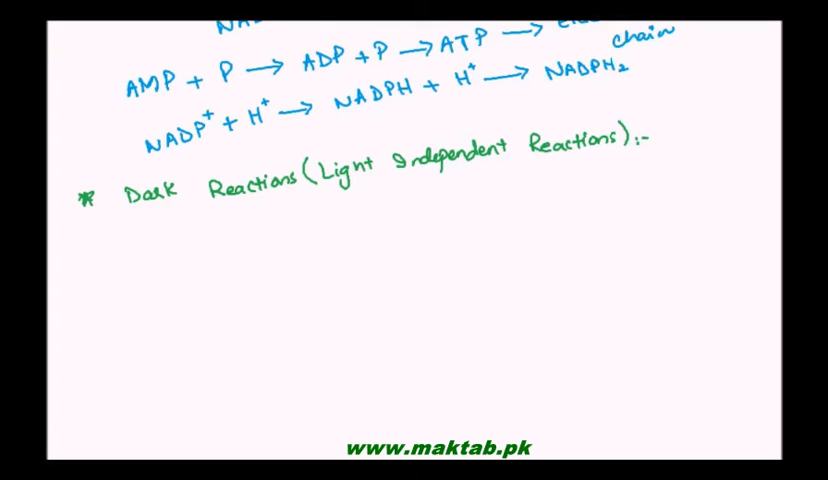 AMP + P → ADP + P → ATP →
chain
NADP⁺ + H⁺ → NADPH + H⁺ → NADPH₂
* Dark Reactions (Light Independent Reactions):-
www.maktab.pk